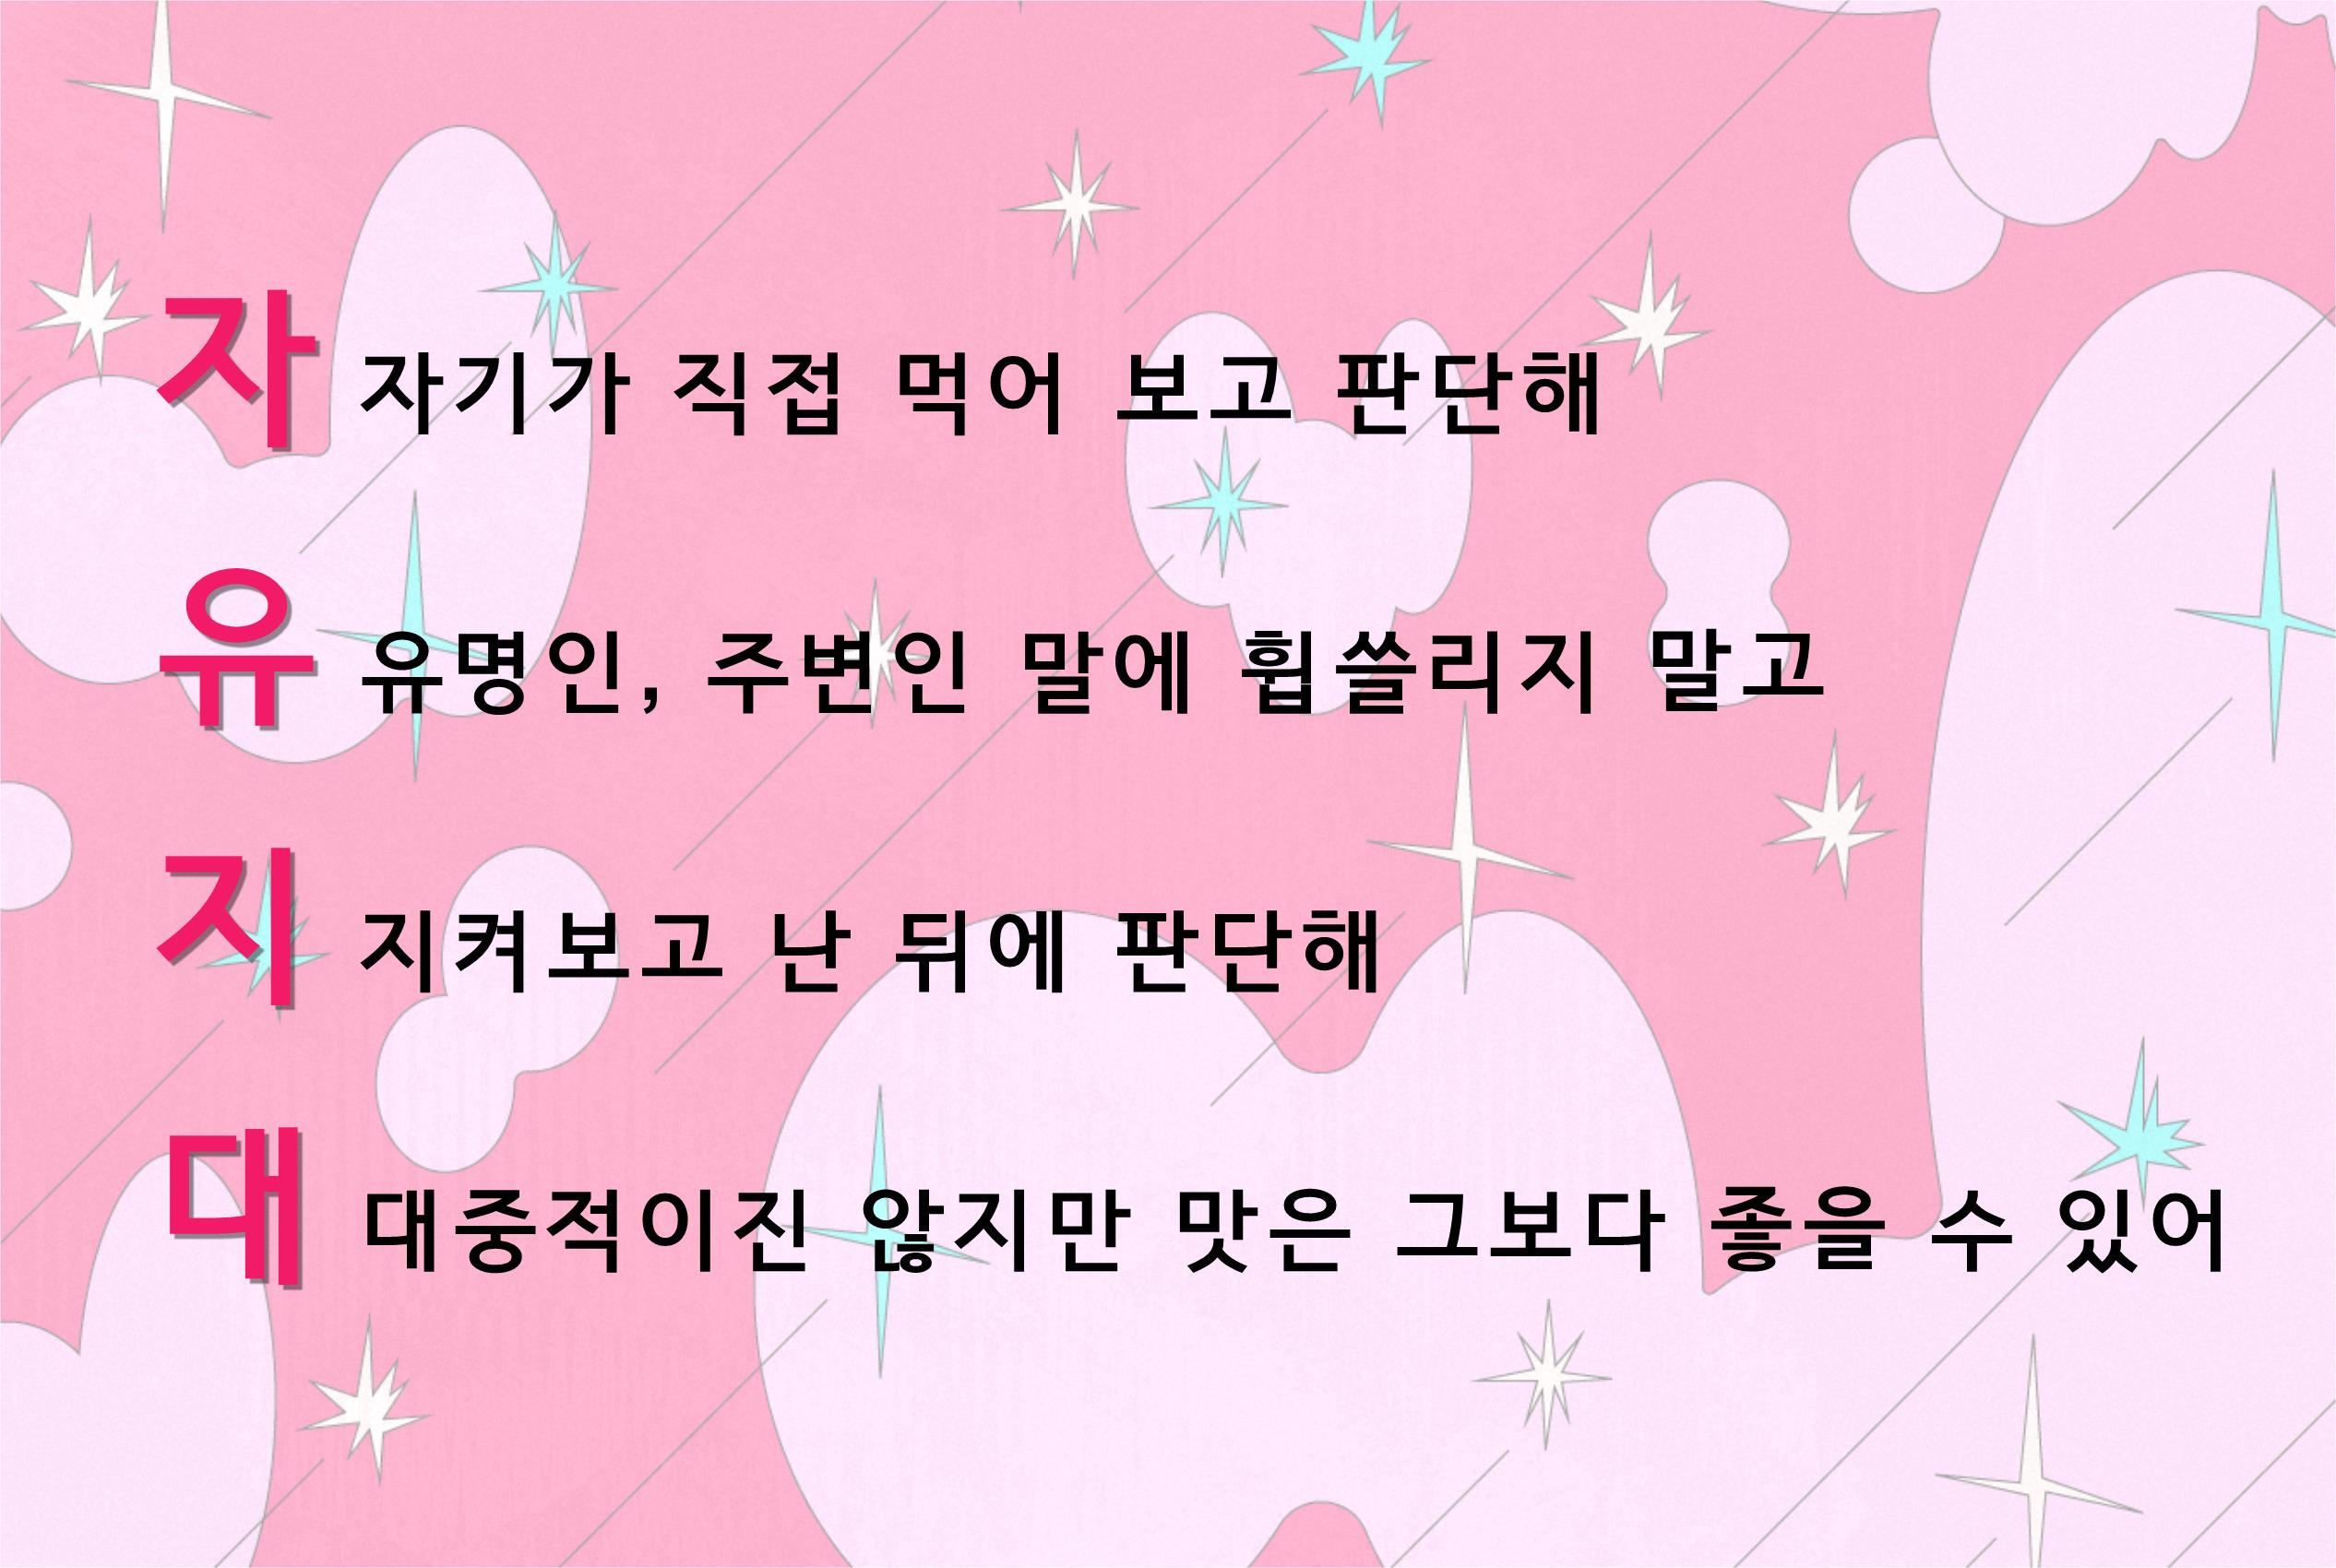 자 자기가 직접 먹어 보고 판단해
유 유명인, 주변인 말에 휩쓸리지 말고
지 지켜보고 난 뒤에 판단해
대 대중적이진 않지만 맛은 그보다 좋을 수 있어